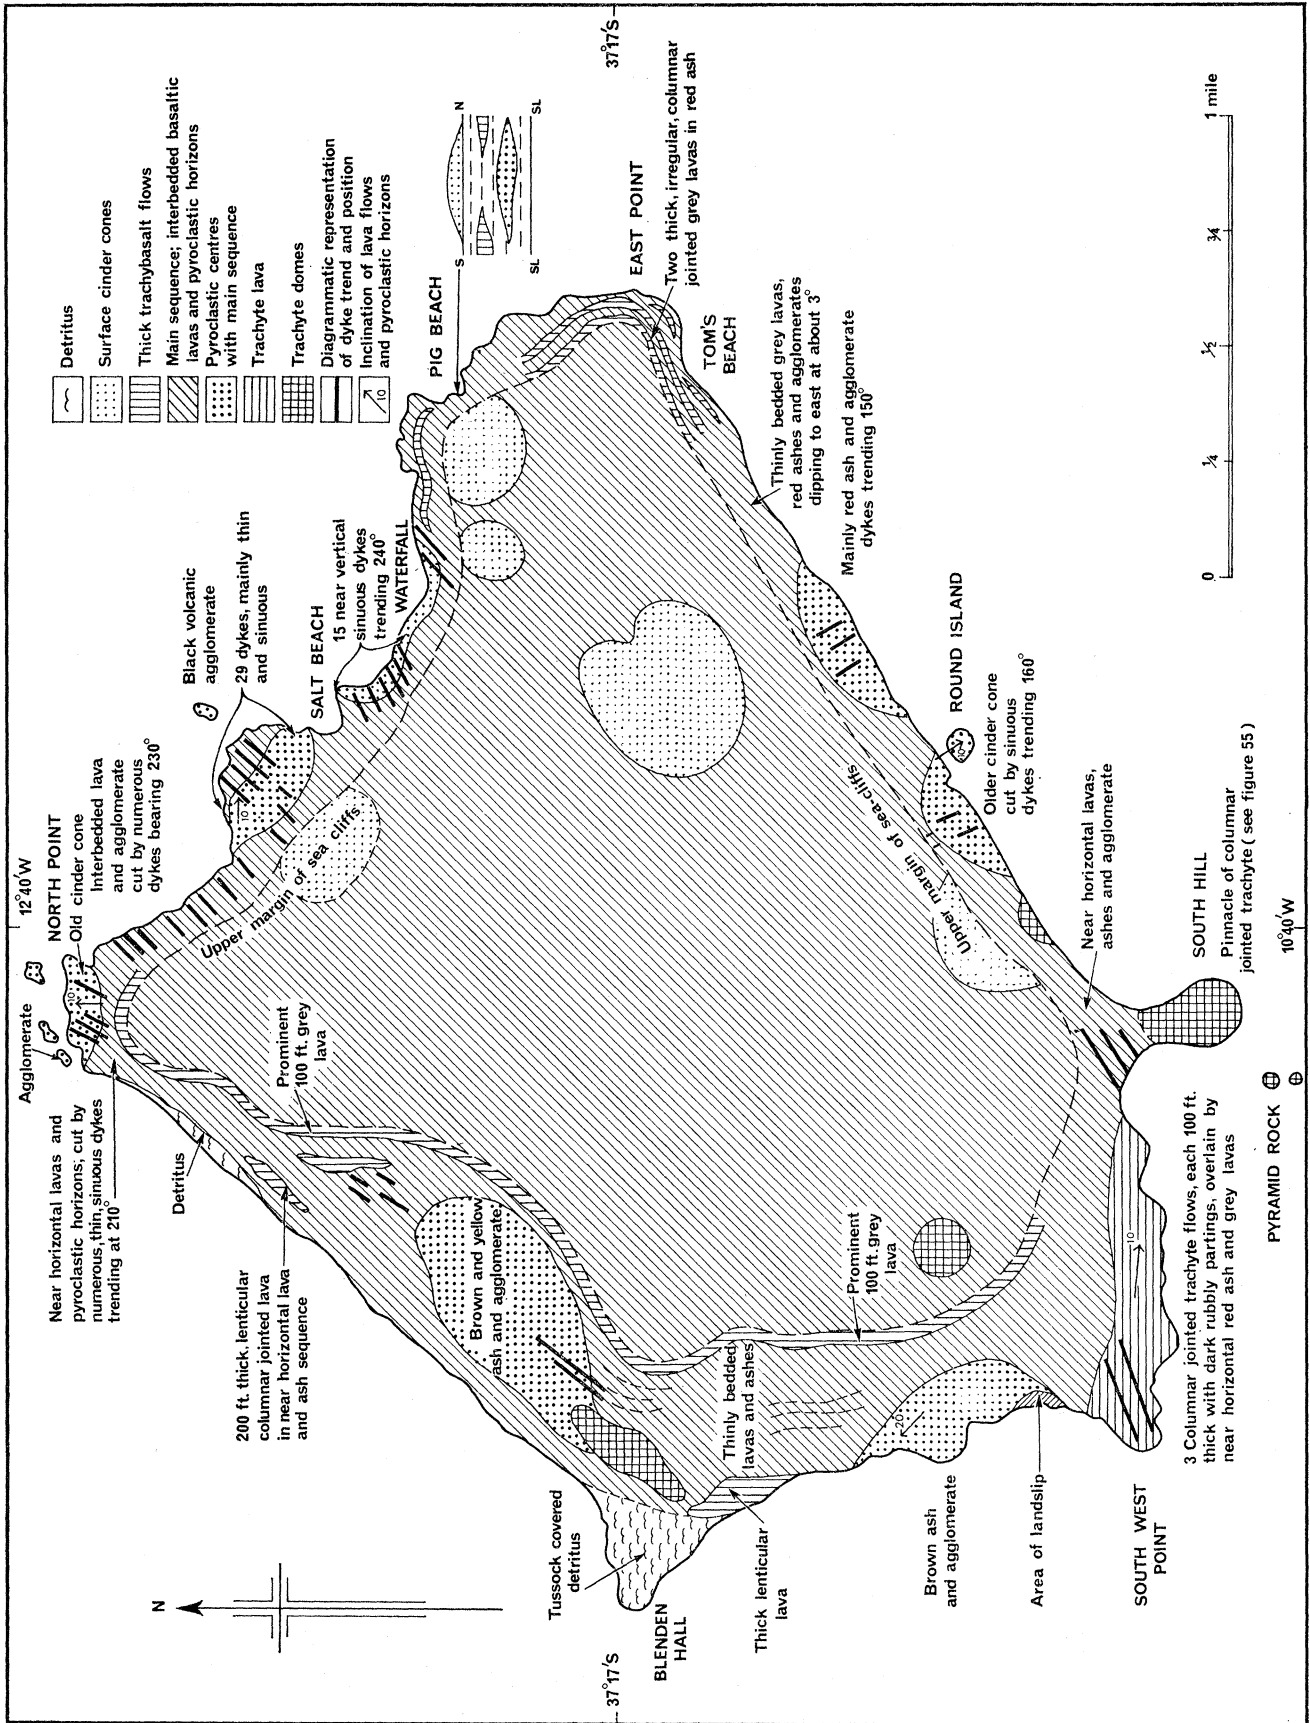 12°40′W
NORTH POINT
Old cinder cone
Agglomerate
Interbedded lava
and agglomerate
cut by numerous
dykes bearing 230°
Black volcanic
agglomerate
29 dykes, mainly thin
and sinuous
SALT BEACH
15 near vertical
sinuous dykes
trending 240°
WATERFALL
PIG BEACH
Detritus
Surface cinder cones
Thick trachybasalt flows
Main sequence; interbedded basaltic
lavas and pyroclastic horizons
Pyroclastic centres
with main sequence
Trachyte lava
Trachyte domes
Diagrammatic representation
of dyke trend and position
10
Inclination of lava flows
and pyroclastic horizons
S
N
SL
SL
37°17′S
EAST POINT
Two thick, irregular, columnar
jointed grey lavas in red ash
TOM'S
BEACH
Thinly bedded grey lavas,
red ashes and agglomerates
dipping to east at about 3°
Mainly red ash and agglomerate
dykes trending 150°
ROUND ISLAND
Older cinder cone
cut by sinuous
dykes trending 160°
Near horizontal lavas,
ashes and agglomerate
SOUTH HILL
Pinnacle of columnar
jointed trachyte ( see figure 55 )
10°40′W
0
¼
½
¾
1 mile
Near horizontal lavas and
pyroclastic horizons; cut by
numerous, thin, sinuous dykes
trending at 210°
Detritus
Prominent
100 ft. grey
lava
10
10
Upper margin of sea cliffs
Upper margin of sea-cliffs
200 ft. thick, lenticular
columnar jointed lava
in near horizontal lava
and ash sequence
Brown and yellow
ash and agglomerate;
Prominent
100 ft. grey
lava
Thinly bedded
lavas and ashes
20
10
N
Tussock covered
detritus
37°17′S
BLENDEN
HALL
Thick lenticular
lava
Brown ash
and agglomerate
Area of landslip
SOUTH WEST
POINT
3 Columnar jointed trachyte flows, each 100 ft.
thick with dark rubbly partings, overlain by
near horizontal red ash and grey lavas
PYRAMID ROCK